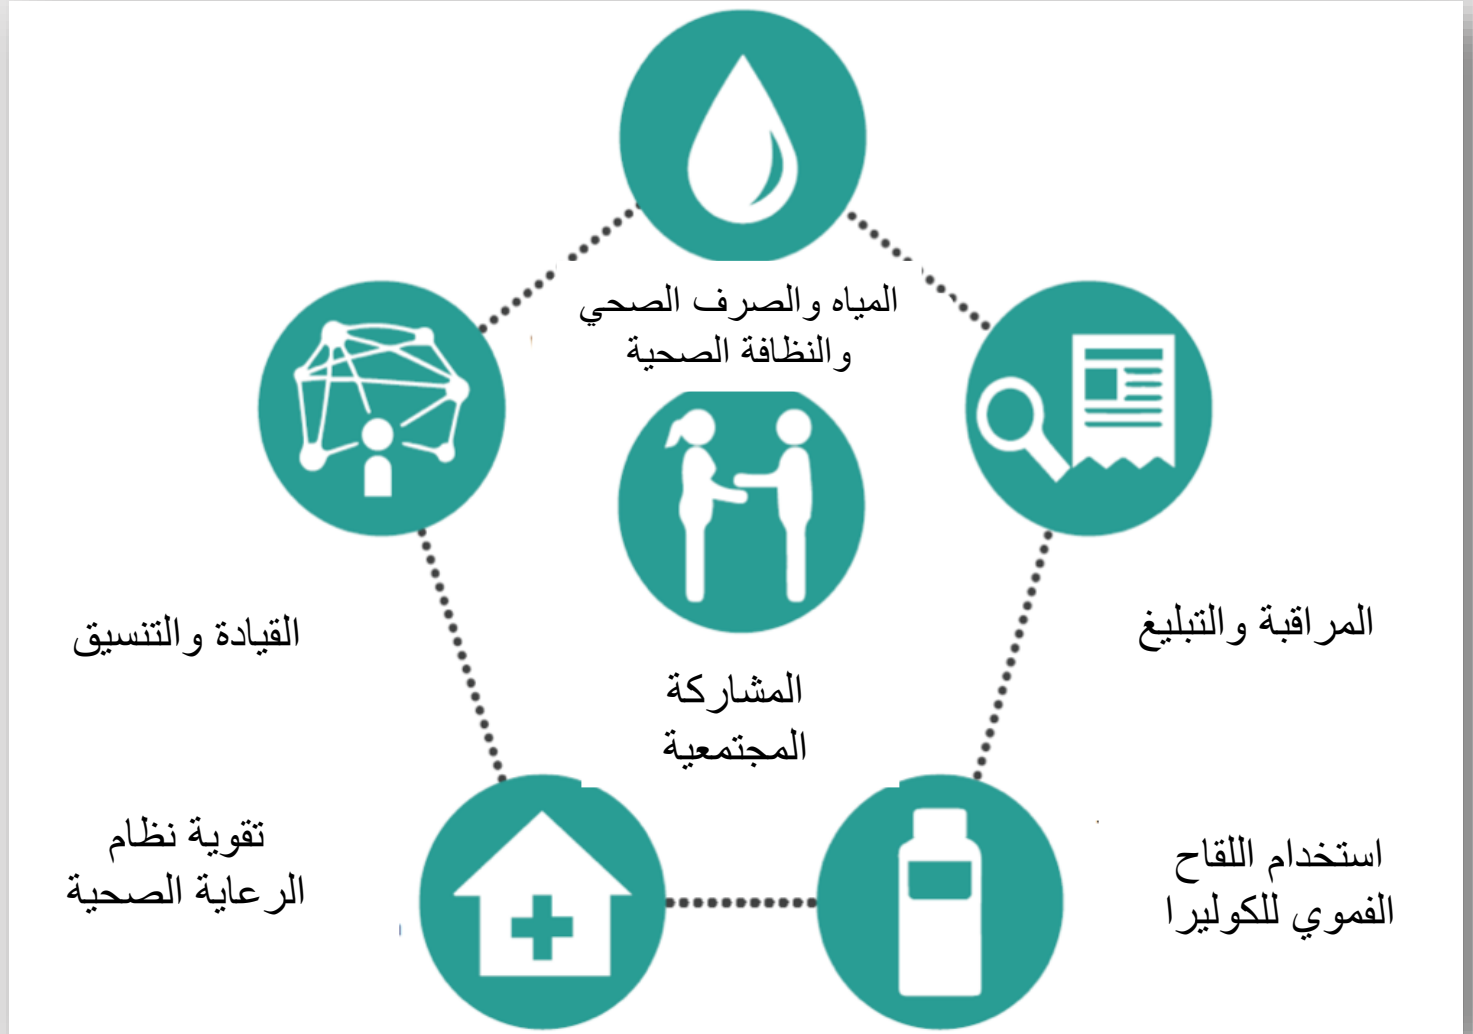 المياه والصرف الصحي
والنظافة الصحية
المراقبة والتبليغ
القيادة والتنسيق
المشاركة
المجتمعية
استخدام اللقاح
الفموي للكوليرا
تقوية نظام
الرعاية الصحية